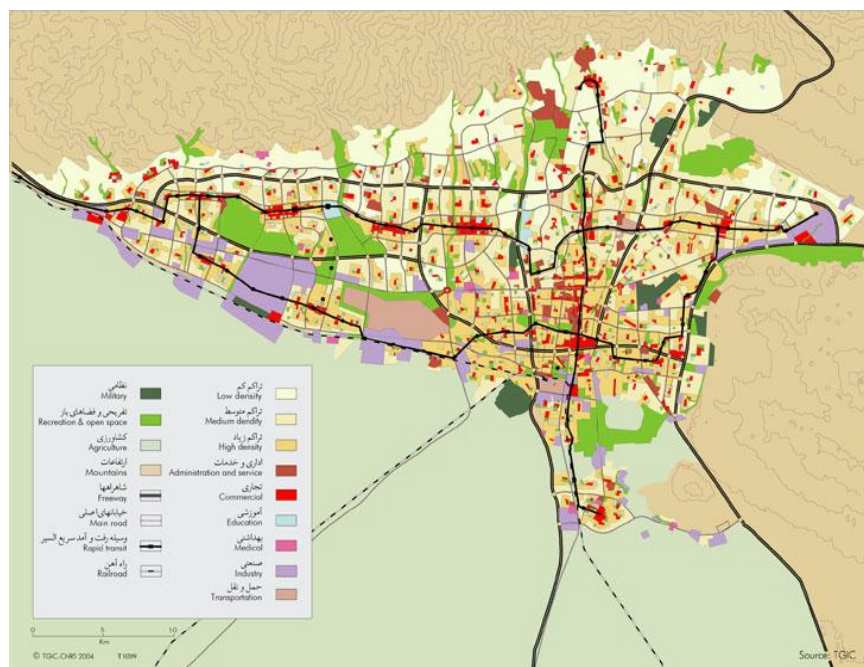 نظامی
Military
تفریحی و فضاهای باز
Recreation & open space
کشاورزی
Agriculture
ارتفاعات
Mountains
شاهراهها
Freeway
خیابانهای اصلی
Main road
وسیله رفت و آمد سریع السیر
Rapid transit
راه آهن
Railroad
تراکم کم
Low density
تراکم متوسط
Medium dendity
تراکم زیاد
High density
اداری و خدمات
Administration and service
تجاری
Commercial
آموزشی
Education
بهداشتی
Medical
صنعتی
Industry
حمل و نقل
Transportation
0 5 10
Km
© TGIC-CNRS 2004
Source: TGIC